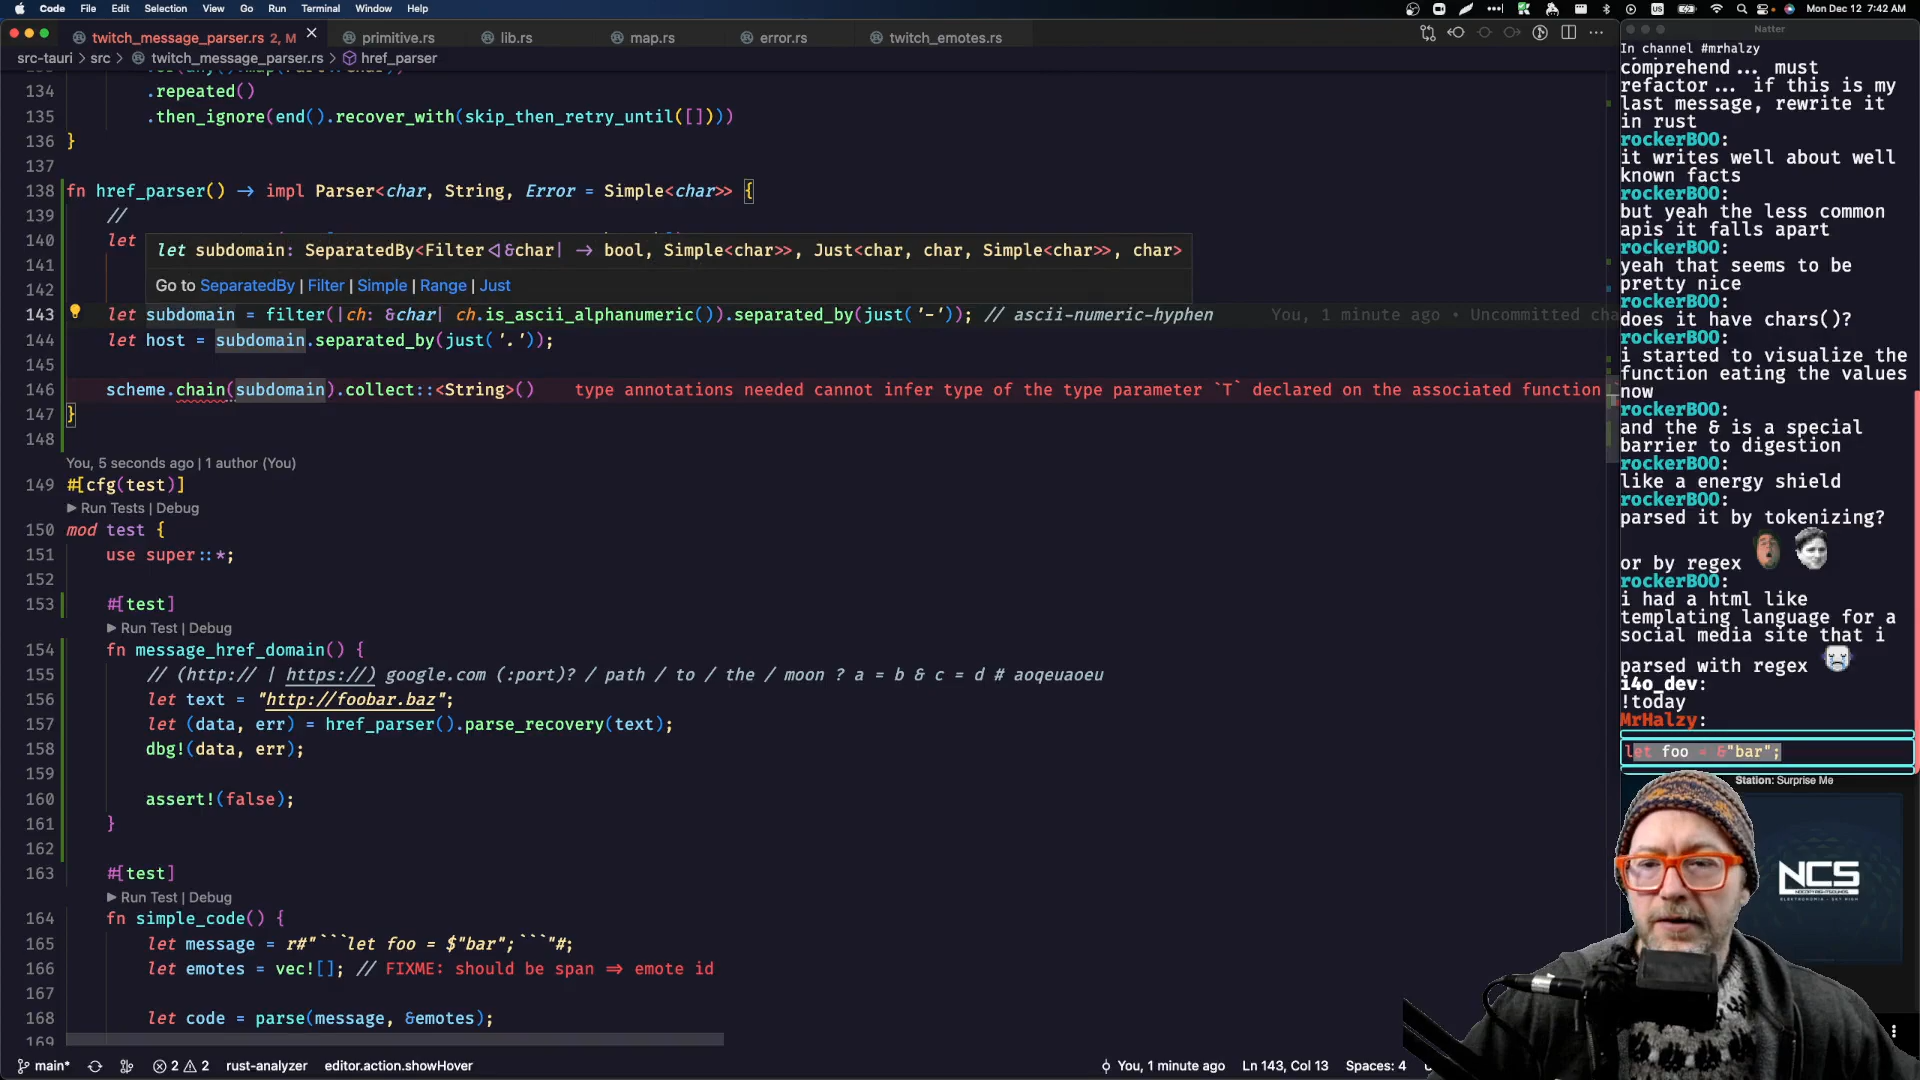 Code File Edit Selection View Go Run Terminal Window Help
US
Mon Dec 12 7:42 AM
twitch_message_parser.rs 2, M
primitive.rs
lib.rs
map.rs
error.rs
twitch_emotes.rs
src-tauri > src > twitch_message_parser.rs > href_parser
134 .repeated()
135 .then_ignore(end().recover_with(skip_then_retry_until([])))
136 }
137
138 fn href_parser() → impl Parser<char, String, Error = Simple<char>> {
139 //
140 let
let subdomain: SeparatedBy<Filter<|&char| → bool, Simple<char>>, Just<char, char, Simple<char>>, char>
141
142
Go to SeparatedBy | Filter | Simple | Range | Just
143 let subdomain = filter(|ch: &char| ch.is_ascii_alphanumeric()).separated_by(just('-')); // ascii-numeric-hyphen You, 1 minute ago • Uncommitted cha
144 let host = subdomain.separated_by(just('.'));
145
146 scheme.chain(subdomain).collect::<String>() type annotations needed cannot infer type of the type parameter `T` declared on the associated function `
147 }
148
You, 5 seconds ago | 1 author (You)
149 #[cfg(test)]
▶ Run Tests | Debug
150 mod test {
151 use super::*;
152
153 #[test]
▶ Run Test | Debug
154 fn message_href_domain() {
155 // (http:// | https://) google.com (:port)? / path / to / the / moon ? a = b & c = d # aoqeuaoeu
156 let text = "http://foobar.baz";
157 let (data, err) = href_parser().parse_recovery(text);
158 dbg!(data, err);
159
160 assert!(false);
161 }
162
163 #[test]
▶ Run Test | Debug
164 fn simple_code() {
165 let message = r#"```let foo = $"bar";```"#;
166 let emotes = vec![]; // FIXME: should be span ⇒ emote id
167
168 let code = parse(message, &emotes);
169
main* 2 2 rust-analyzer editor.action.showHover
You, 1 minute ago Ln 143, Col 13 Spaces: 4
Natter
In channel #mrhalzy
comprehend... must
refactor... if this is my
last message, rewrite it
in rust
rockerBOO:
it writes well about well
known facts
rockerBOO:
but yeah the less common
apis it falls apart
rockerBOO:
yeah that seems to be
pretty nice
rockerBOO:
does it have chars()?
rockerBOO:
i started to visualize the
function eating the values
now
rockerBOO:
and the & is a special
barrier to digestion
rockerBOO:
like a energy shield
rockerBOO:
parsed it by tokenizing?
or by regex
rockerBOO:
i had a html like
templating language for a
social media site that i
parsed with regex
i4o_dev:
!today
MrHalzy:
let foo = &"bar";
Station: Surprise Me
NCS